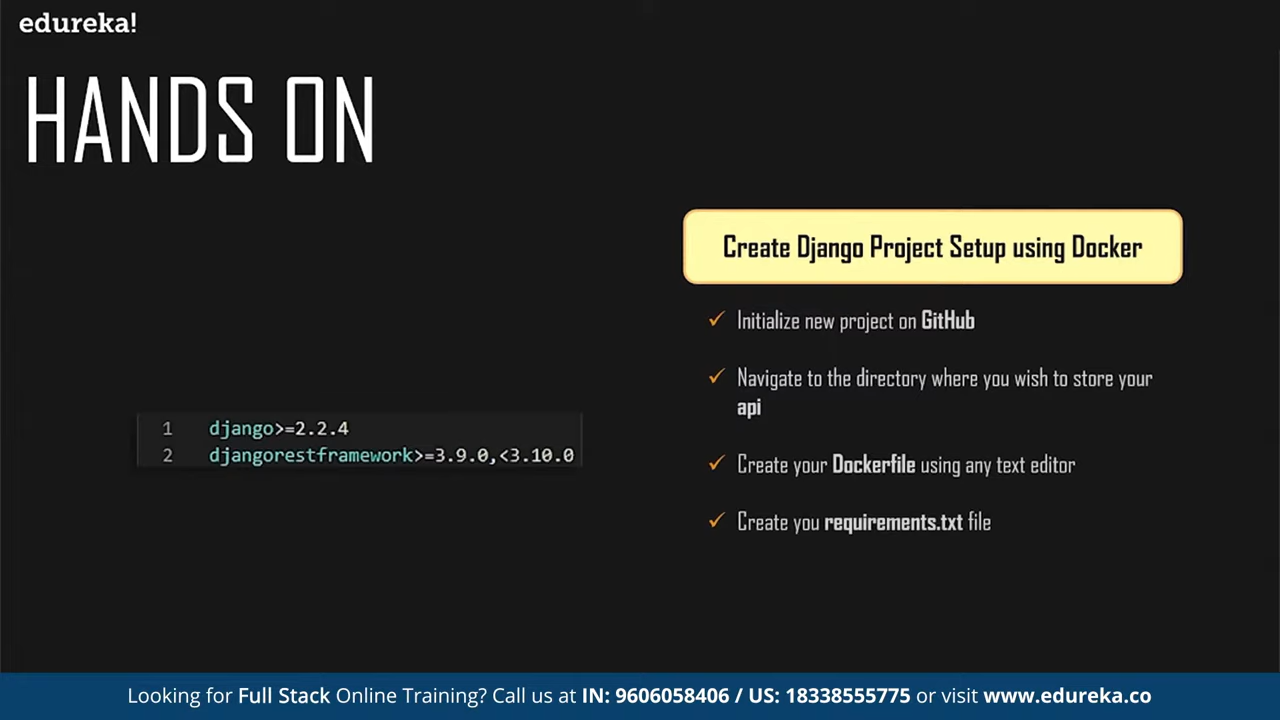 edureka!
HANDS ON
Create Django Project Setup using Docker
✓ Initialize new project on GitHub
✓ Navigate to the directory where you wish to store your
api
✓ Create your Dockerfile using any text editor
✓ Create you requirements.txt file
1 django>=2.2.4
2 djangorestframework>=3.9.0,<3.10.0
Looking for Full Stack Online Training? Call us at IN: 9606058406 / US: 18338555775 or visit www.edureka.co